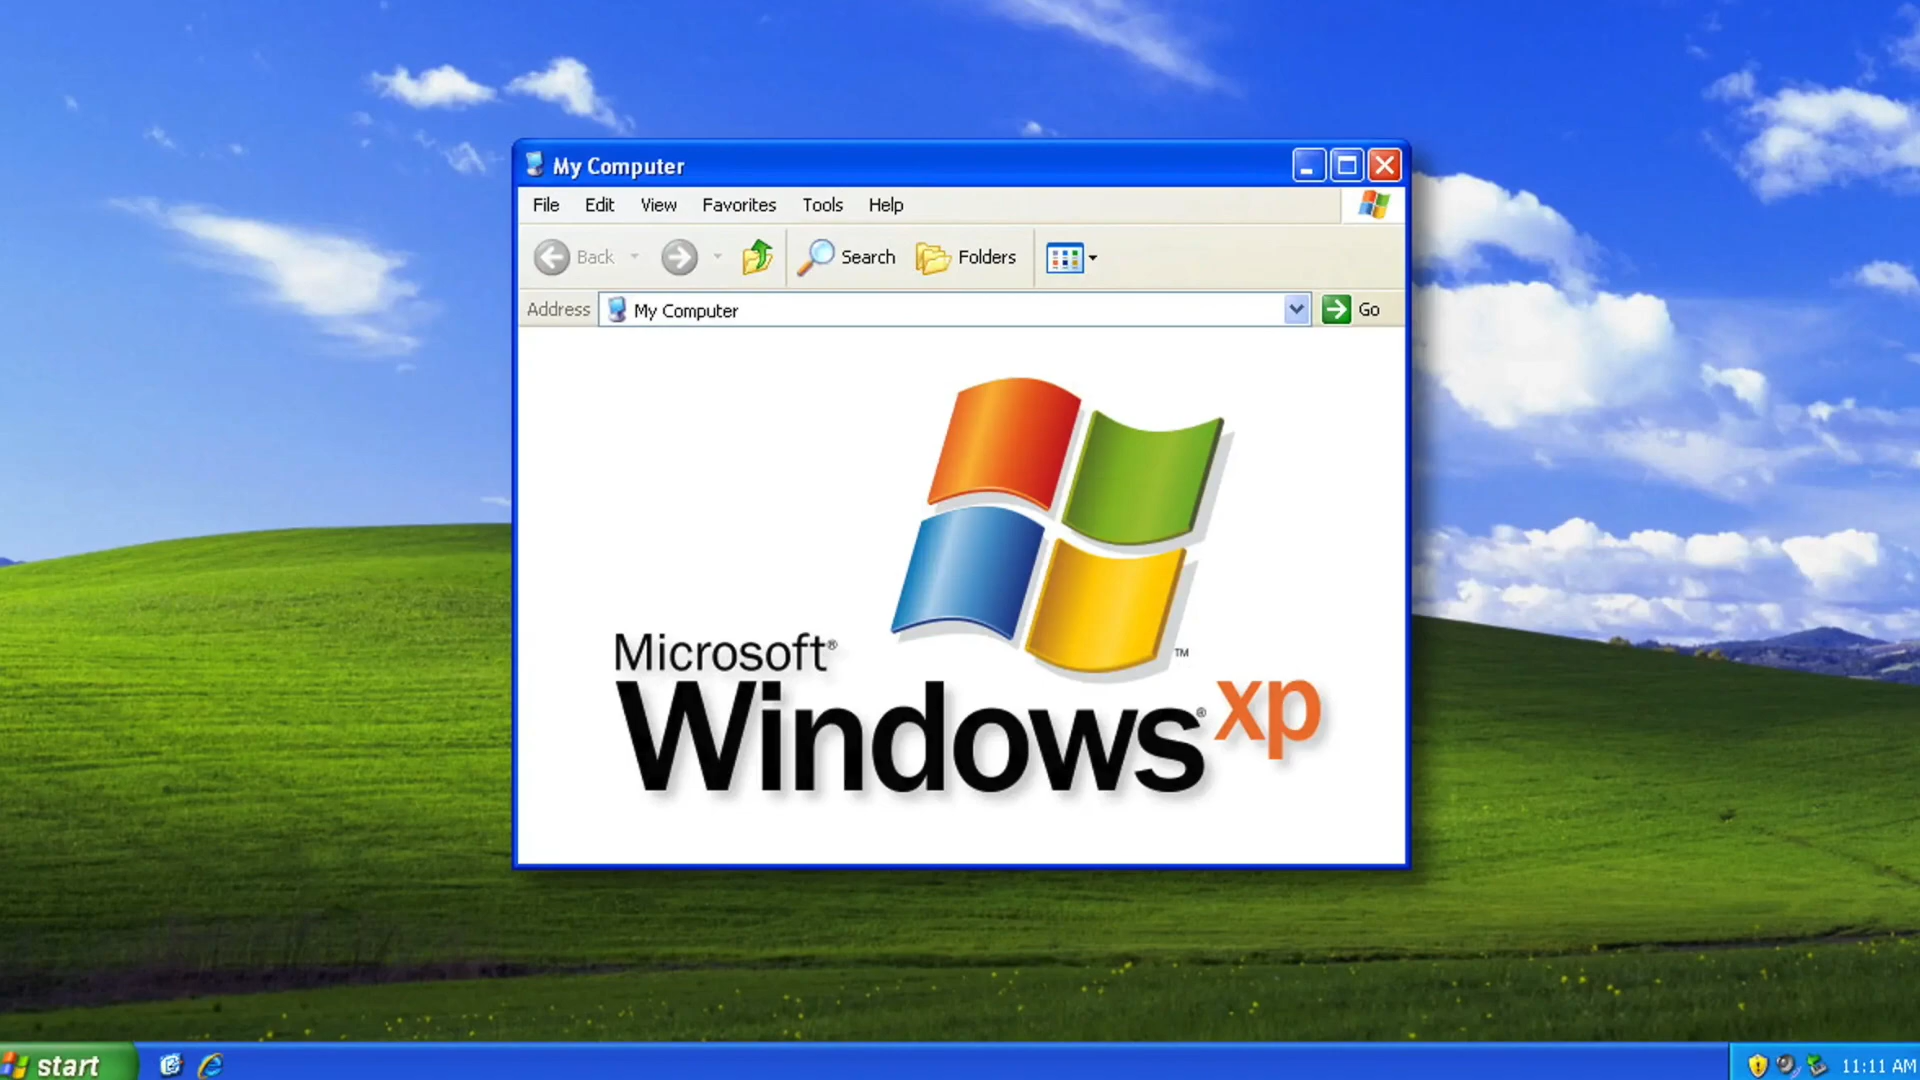 My Computer
File Edit View Favorites Tools Help
Back Search Folders
Address My Computer Go
™
Microsoft®
Windows® xp
start 11:11 AM